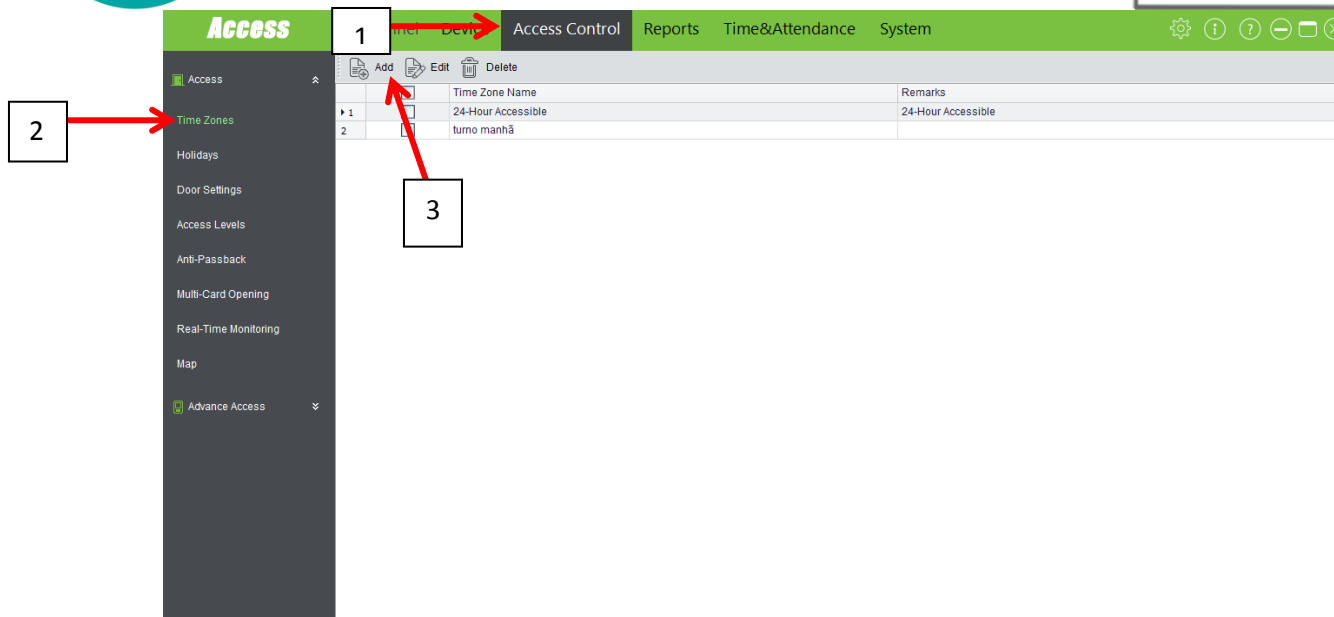 Access
1
Device
Access Control
Reports
Time&Attendance
System
Access
Add
Edit
Delete
Time Zone Name
Remarks
1
24-Hour Accessible
24-Hour Accessible
2
turno manhã
2
Time Zones
Holidays
Door Settings
3
Access Levels
Anti-Passback
Multi-Card Opening
Real-Time Monitoring
Map
Advance Access